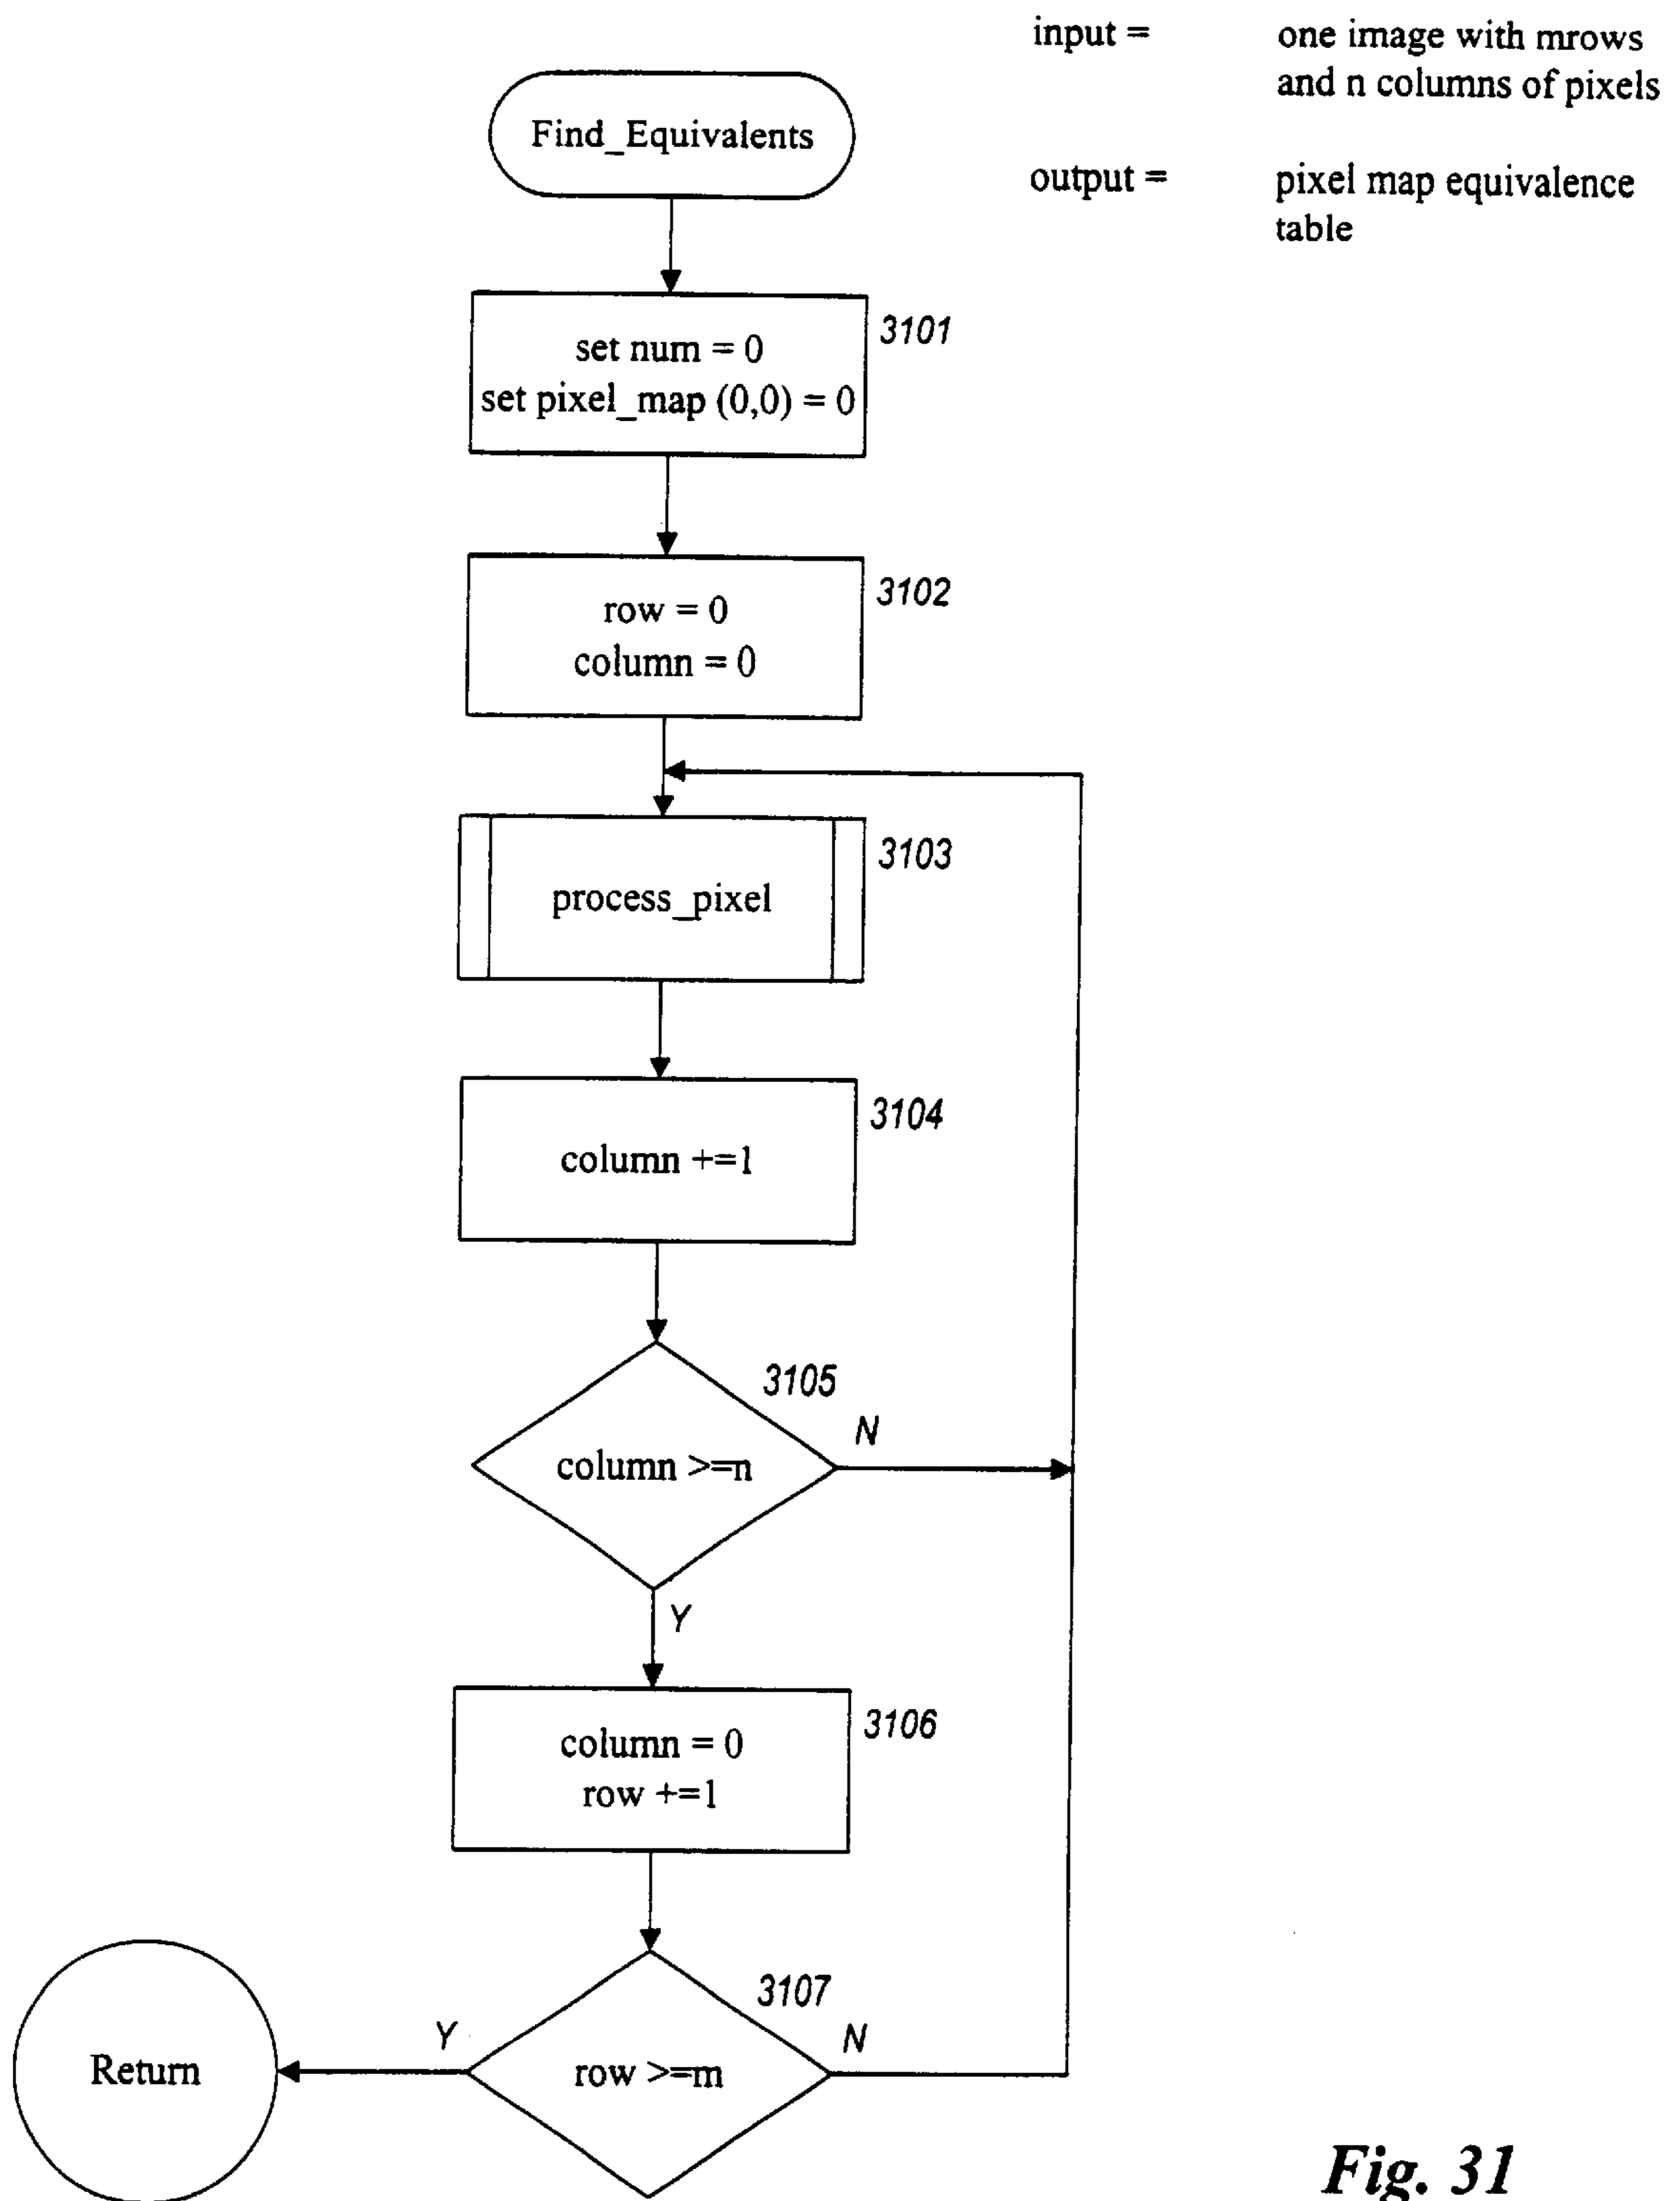 input =
one image with mrows
and n columns of pixels
output =
pixel map equivalence
table
Find_Equivalents
3101
set num = 0
set pixel_map (0,0) = 0
3102
row = 0
column = 0
3103
process_pixel
3104
column +=1
3105
column >=n
N
Y
3106
column = 0
row +=1
3107
row >=m
Y
N
Return
Fig. 31